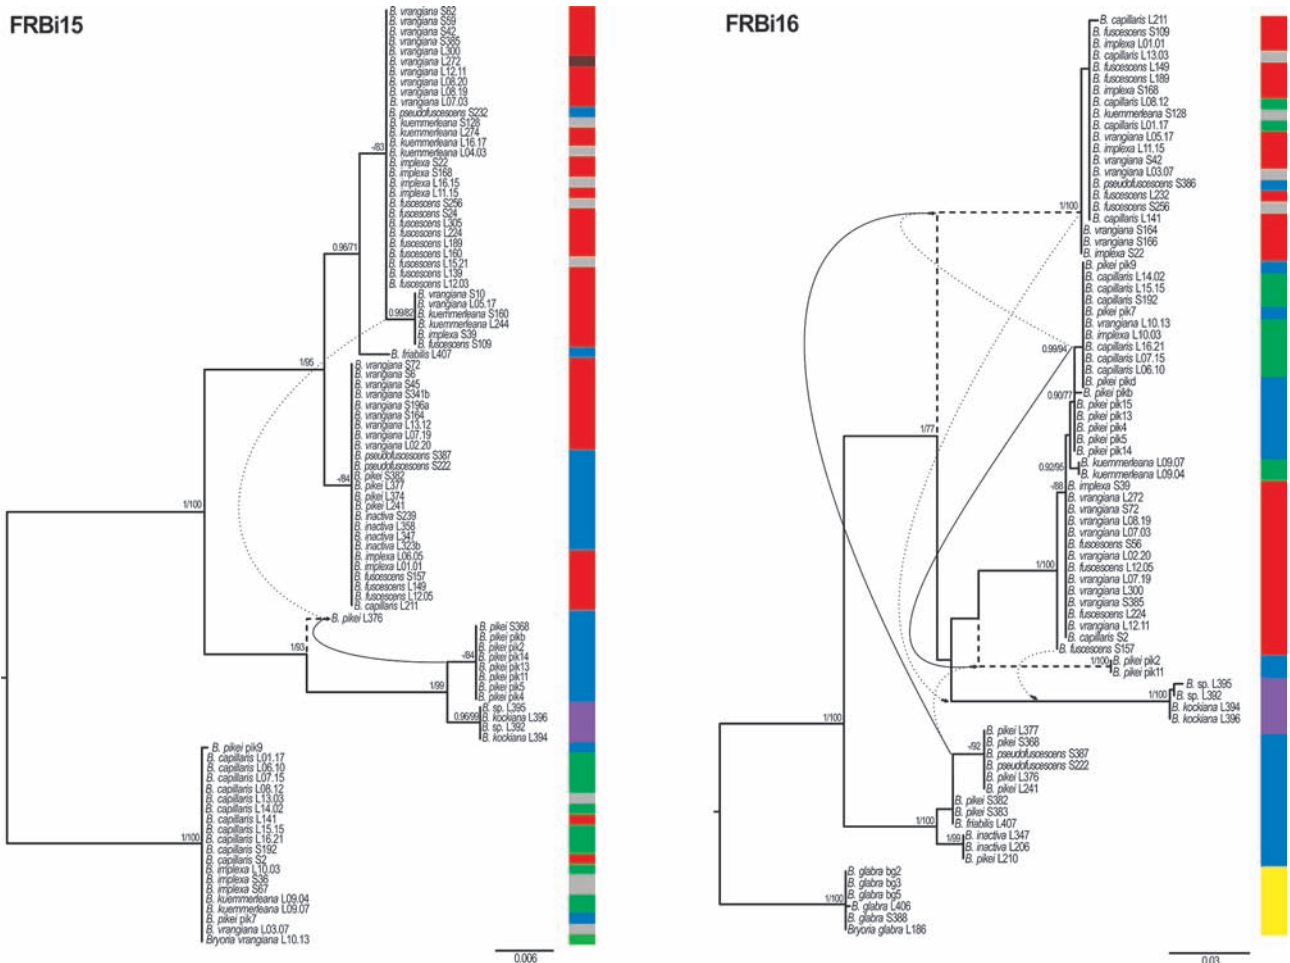 FRBi15
B. vrangiana S62
B. vrangiana S59
B. vrangiana S42
B. vrangiana S385
B. vrangiana L300
B. vrangiana L272
B. vrangiana L12.11
B. vrangiana L08.20
B. vrangiana L08.19
B. vrangiana L07.03
B. pseudofuscescens S232
B. kuemmerleana S128
B. kuemmerleana L274
B. kuemmerleana L16.17
B. kuemmerleana L04.03
-/83
B. implexa S22
B. implexa S168
B. implexa L16.15
B. implexa L11.15
B. fuscescens S256
B. fuscescens S24
B. fuscescens L305
B. fuscescens L224
B. fuscescens L189
0.96/71
B. fuscescens L160
B. fuscescens L15.21
B. fuscescens L139
B. fuscescens L12.03
B. vrangiana S10
B. vrangiana L05.17
0.99/82
B. kuemmerleana S160
B. kuemmerleana L244
B. implexa S39
B. fuscescens S109
B. friabilis L407
1/95
B. vrangiana S72
B. vrangiana S6
B. vrangiana S45
B. vrangiana S341b
B. vrangiana S196a
B. vrangiana S164
B. vrangiana L13.12
B. vrangiana L07.19
B. vrangiana L02.20
B. pseudofuscescens S387
B. pseudofuscescens S222
B. pikei S382
-/84
B. pikei L377
B. pikei L374
B. pikei L241
B. inactiva S239
B. inactiva L358
B. inactiva L347
B. inactiva L323b
B. implexa L06.05
B. implexa L01.01
B. fuscescens S157
B. fuscescens L149
B. fuscescens L12.05
B. capillaris L211
1/100
B. pikei L376
1/93
B. pikei S368
B. pikei pikb
B. pikei pik2
B. pikei pik14
-/84
B. pikei pik13
B. pikei pik11
B. pikei pik5
B. pikei pik4
1/99
B. sp. L395
0.96/99
B. kockiana L396
B. sp. L392
B. kockiana L394
B. pikei pik9
B. capillaris L01.17
B. capillaris L06.10
B. capillaris L07.15
B. capillaris L08.12
B. capillaris L13.03
B. capillaris L14.02
B. capillaris L141
B. capillaris L15.15
1/100
B. capillaris L16.21
B. capillaris S192
B. capillaris S2
B. implexa L10.03
B. implexa S36
B. implexa S67
B. kuemmerleana L09.04
B. kuemmerleana L09.07
B. pikei pik7
B. vrangiana L03.07
Bryoria vrangiana L10.13
0.006
FRBi16
B. capillaris L211
B. fuscescens S109
B. implexa L01.01
B. capillaris L13.03
B. fuscescens L149
B. fuscescens L189
B. implexa S168
B. capillaris L08.12
B. kuemmerleana S128
B. capillaris L01.17
B. vrangiana L05.17
B. implexa L11.15
B. vrangiana S42
B. vrangiana L03.07
B. pseudofuscescens S386
B. fuscescens L232
1/100
B. fuscescens S256
B. capillaris L141
B. vrangiana S164
B. vrangiana S166
B. implexa S22
B. pikei pik9
B. capillaris L14.02
B. capillaris L15.15
B. capillaris S192
B. pikei pik7
B. vrangiana L10.13
B. implexa L10.03
0.99/94
B. capillaris L16.21
B. capillaris L07.15
B. capillaris L06.10
B. pikei pikd
0.90/77
B. pikei pikb
B. pikei pik15
B. pikei pik13
B. pikei pik4
B. pikei pik5
B. pikei pik14
1/77
0.92/95
B. kuemmerleana L09.07
B. kuemmerleana L09.04
-/88
B. implexa S39
B. vrangiana L272
B. vrangiana S72
B. vrangiana L08.19
B. vrangiana L07.03
B. fuscescens S56
B. vrangiana L02.20
1/100
B. fuscescens L12.05
B. vrangiana L07.19
B. vrangiana L300
B. vrangiana S385
B. fuscescens L224
B. vrangiana L12.11
B. capillaris S2
B. fuscescens S157
1/100
B. pikei pik2
B. pikei pik11
B. sp. L395
1/100
B. sp. L392
B. kockiana L394
B. kockiana L396
1/100
B. pikei L377
B. pikei S368
-/92
B. pseudofuscescens S387
B. pseudofuscescens S222
B. pikei L376
B. pikei L241
B. pikei S382
B. pikei S383
1/100
B. friabilis L407
1/99
B. inactiva L347
B. inactiva L206
B. pikei L210
B. glabra bg2
B. glabra bg3
B. glabra bg5
1/100
B. glabra L406
B. glabra S388
Bryoria glabra L186
0.03